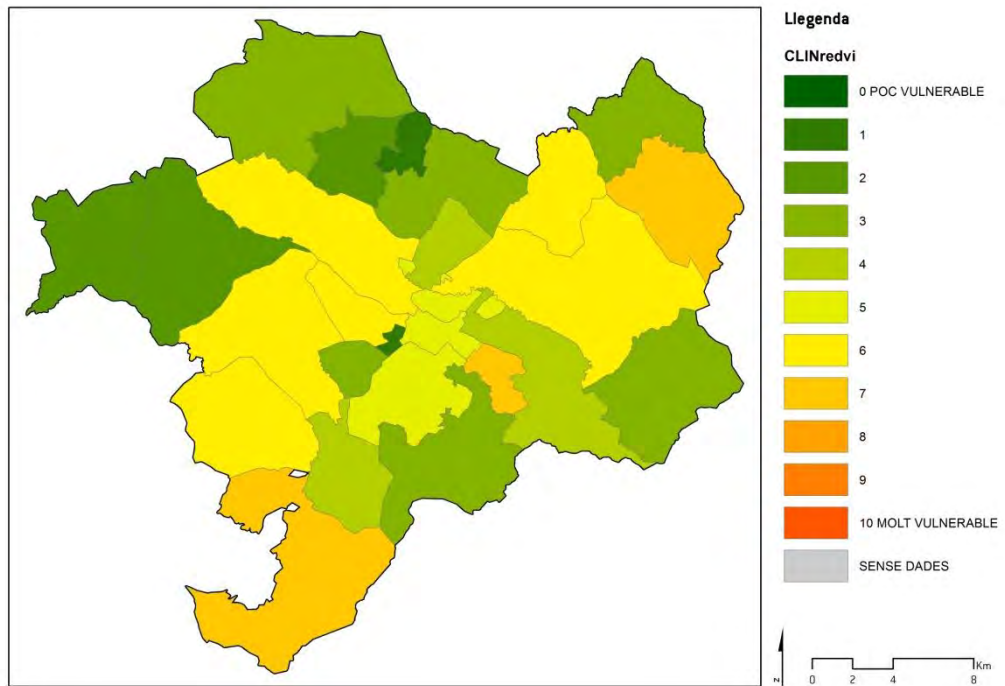 Llegenda
CLINredvi
0 POC VULNERABLE
1
2
3
4
5
6
7
8
9
10 MOLT VULNERABLE
SENSE DADES
Km
0 2 4 8
N